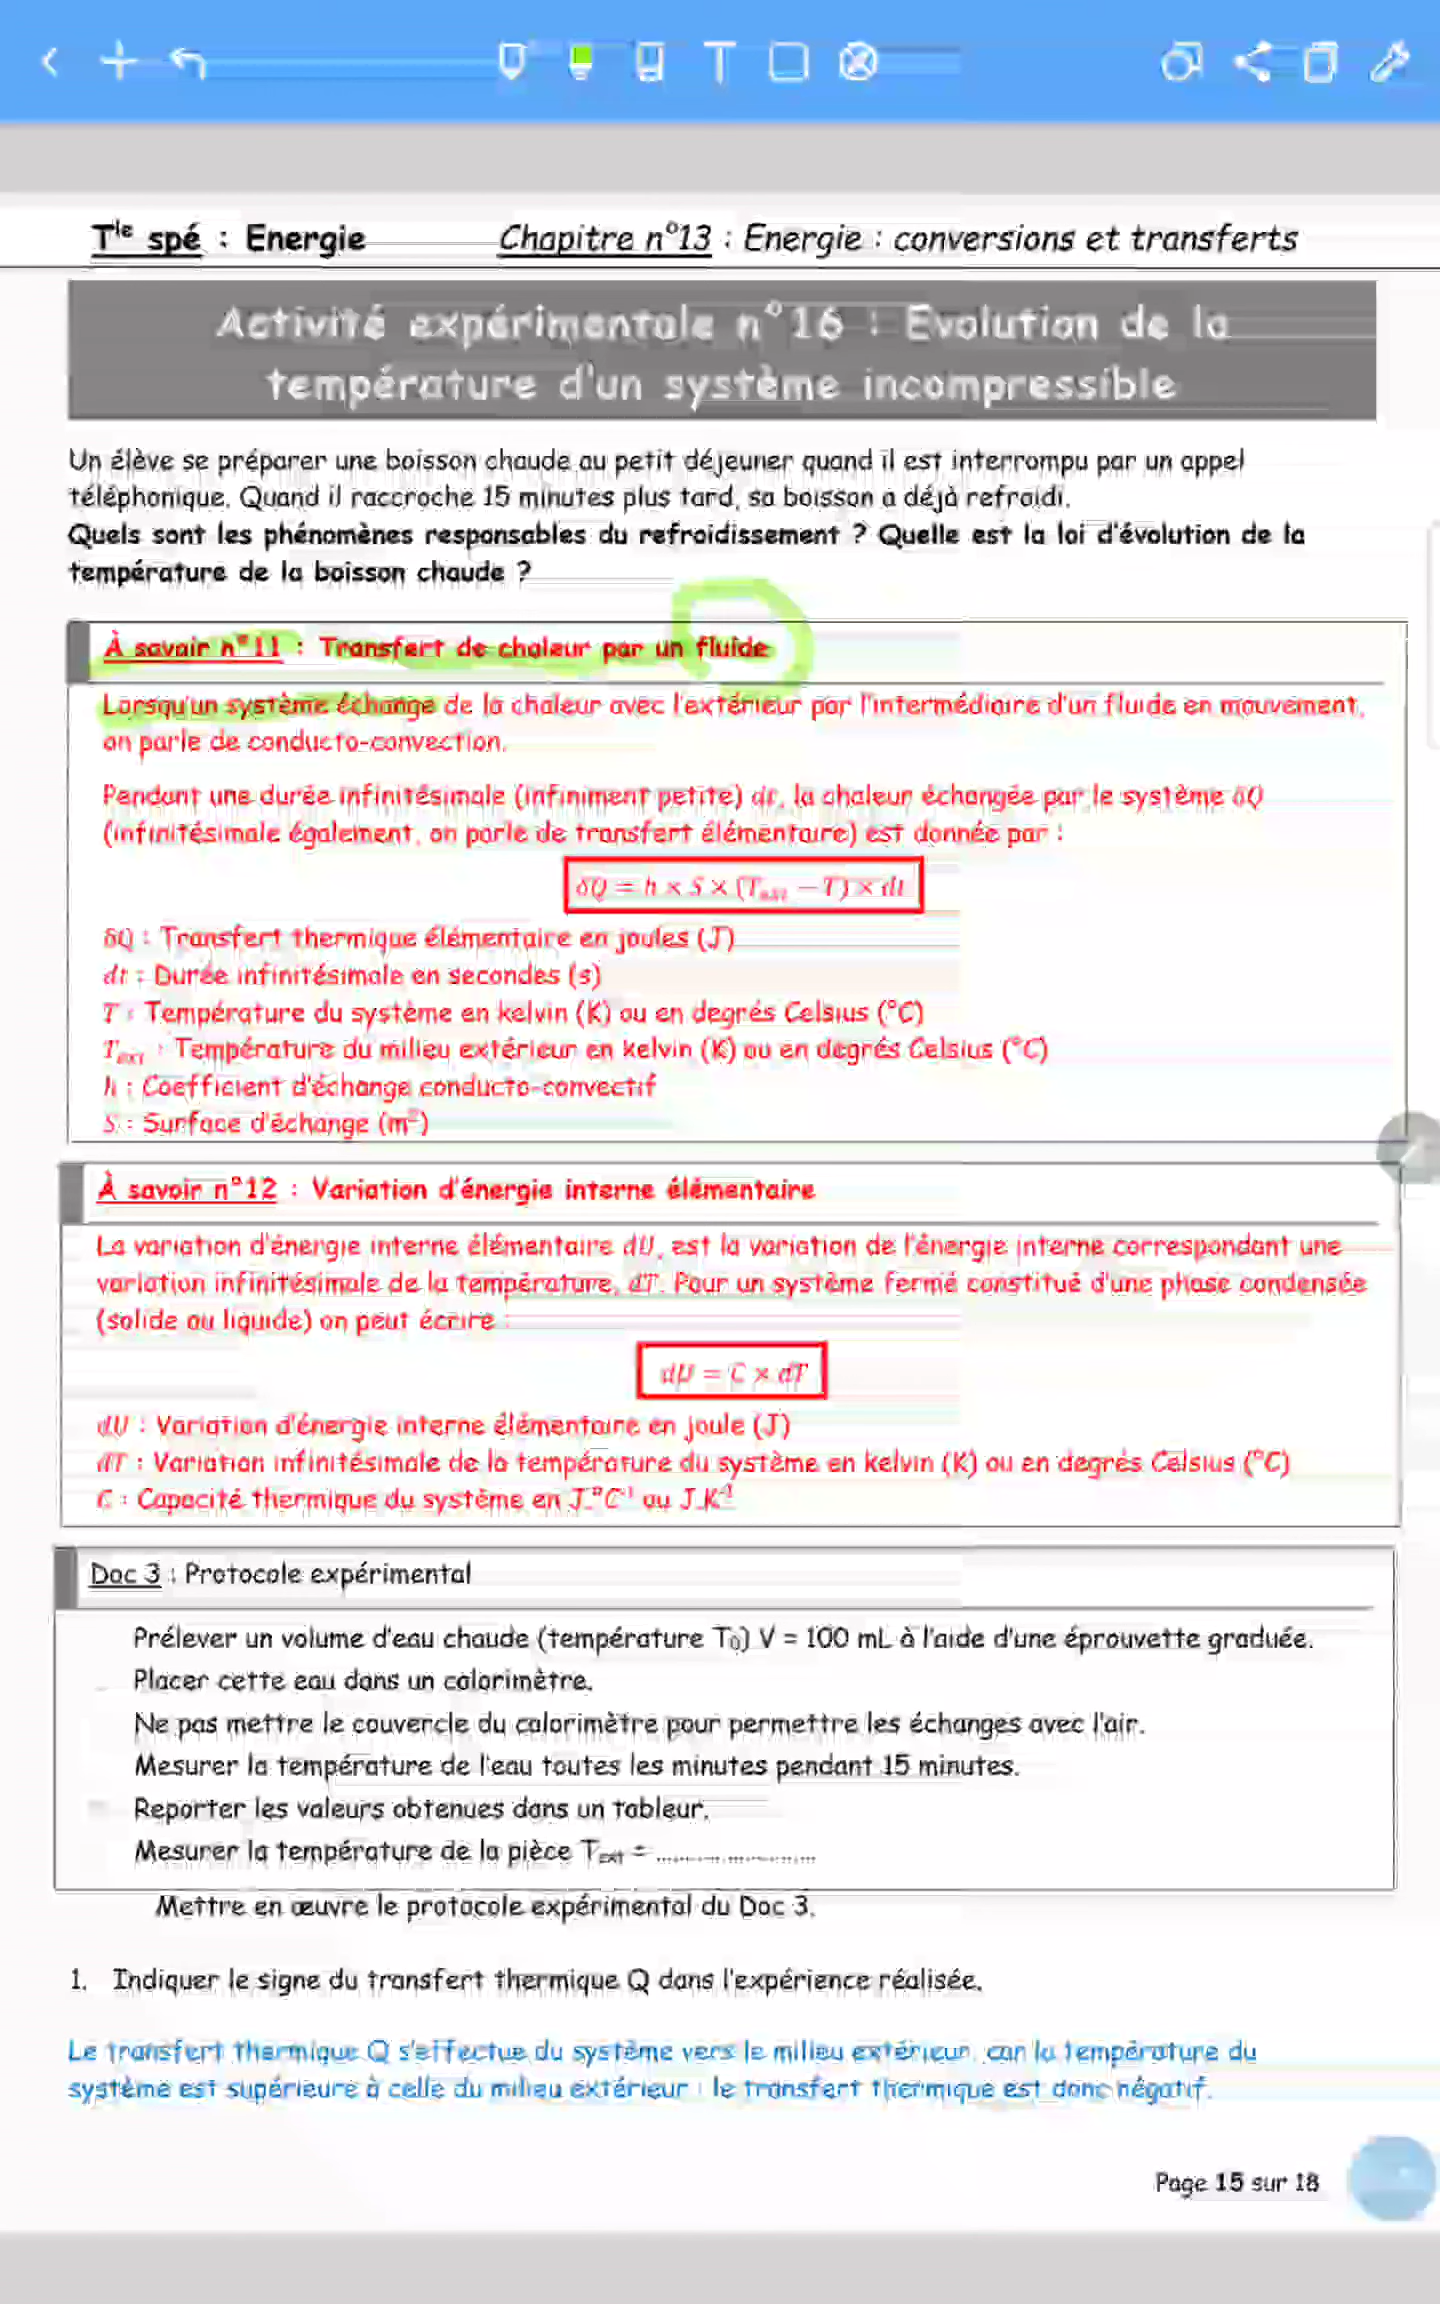 Tle spé : Energie Chapitre n°13 : Energie : conversions et transferts
Activité expérimentale n°16 : Evolution de la
température d'un système incompressible
Un élève se préparer une boisson chaude au petit déjeuner quand il est interrompu par un appel
téléphonique. Quand il raccroche 15 minutes plus tard, sa boisson a déjà refroidi.
Quels sont les phénomènes responsables du refroidissement ? Quelle est la loi d'évolution de la
température de la boisson chaude ?
À savoir n°11 : Transfert de chaleur par un fluide
Lorsqu'un système échange de la chaleur avec l'extérieur par l'intermédiaire d'un fluide en mouvement,
on parle de conducto-convection.
Pendant une durée infinitésimale (infiniment petite) dt, la chaleur échangée par le système δQ
(infinitésimale également, on parle de transfert élémentaire) est donnée par :
δQ = h × S × (Text − T) × dt
δQ : Transfert thermique élémentaire en joules (J)
dt : Durée infinitésimale en secondes (s)
T : Température du système en kelvin (K) ou en degrés Celsius (°C)
Text : Température du milieu extérieur en kelvin (K) ou en degrés Celsius (°C)
h : Coefficient d'échange conducto-convectif
S : Surface d'échange (m²)
À savoir n°12 : Variation d'énergie interne élémentaire
La variation d'énergie interne élémentaire dU, est la variation de l'énergie interne correspondant une
variation infinitésimale de la température, dT. Pour un système fermé constitué d'une phase condensée
(solide ou liquide) on peut écrire :
dU = C × dT
dU : Variation d'énergie interne élémentaire en joule (J)
dT : Variation infinitésimale de la température du système en kelvin (K) ou en degrés Celsius (°C)
C : Capacité thermique du système en J.°C⁻¹ ou J.K⁻¹
Doc 3 : Protocole expérimental
Prélever un volume d'eau chaude (température T₀) V = 100 mL à l'aide d'une éprouvette graduée.
Placer cette eau dans un calorimètre.
Ne pas mettre le couvercle du calorimètre pour permettre les échanges avec l'air.
Mesurer la température de l'eau toutes les minutes pendant 15 minutes.
Reporter les valeurs obtenues dans un tableur.
Mesurer la température de la pièce Text = ........................
Mettre en œuvre le protocole expérimental du Doc 3.
1. Indiquer le signe du transfert thermique Q dans l'expérience réalisée.
Le transfert thermique Q s'effectue du système vers le milieu extérieur, car la température du
système est supérieure à celle du milieu extérieur : le transfert thermique est donc négatif.
Page 15 sur 18